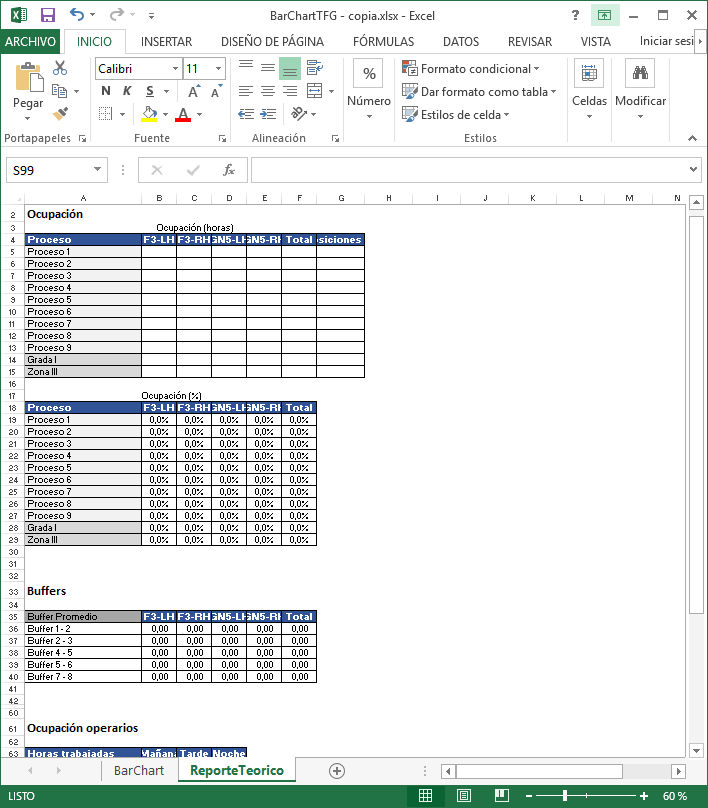 BarChartTFG - copia.xlsx - Excel
ARCHIVO INICIO INSERTAR DISEÑO DE PÁGINA FÓRMULAS DATOS REVISAR VISTA Iniciar sesi
Calibri 11
Pegar
N K S
A A
A
%
Número
Formato condicional
Dar formato como tabla
Estilos de celda
Celdas
Modificar
Portapapeles Fuente Alineación Estilos
S99 fx
A B C D E F G H I J K L M N
2 Ocupación
3 Ocupación (horas)
4 Proceso F3-LH F3-RH GN5-LH GN5-RH Total siciones
5 Proceso 1
6 Proceso 2
7 Proceso 3
8 Proceso 4
9 Proceso 5
10 Proceso 6
11 Proceso 7
12 Proceso 8
13 Proceso 9
14 Grada I
15 Zona III
16
17 Ocupación (%)
18 Proceso F3-LH F3-RH GN5-LH GN5-RH Total
19 Proceso 1 0,0% 0,0% 0,0% 0,0% 0,0%
20 Proceso 2 0,0% 0,0% 0,0% 0,0% 0,0%
21 Proceso 3 0,0% 0,0% 0,0% 0,0% 0,0%
22 Proceso 4 0,0% 0,0% 0,0% 0,0% 0,0%
23 Proceso 5 0,0% 0,0% 0,0% 0,0% 0,0%
24 Proceso 6 0,0% 0,0% 0,0% 0,0% 0,0%
25 Proceso 7 0,0% 0,0% 0,0% 0,0% 0,0%
26 Proceso 8 0,0% 0,0% 0,0% 0,0% 0,0%
27 Proceso 9 0,0% 0,0% 0,0% 0,0% 0,0%
28 Grada I 0,0% 0,0% 0,0% 0,0% 0,0%
29 Zona III 0,0% 0,0% 0,0% 0,0% 0,0%
30
31
32
33 Buffers
34
35 Buffer Promedio F3-LH F3-RH GN5-LH GN5-RH Total
36 Buffer 1 - 2 0,00 0,00 0,00 0,00 0,00
37 Buffer 2 - 3 0,00 0,00 0,00 0,00 0,00
38 Buffer 4 - 5 0,00 0,00 0,00 0,00 0,00
39 Buffer 5 - 6 0,00 0,00 0,00 0,00 0,00
40 Buffer 7 - 8 0,00 0,00 0,00 0,00 0,00
41
42
60
61 Ocupación operarios
62
63 Horas trabajadas Mañana Tarde Noche
BarChart ReporteTeorico
LISTO 60 %